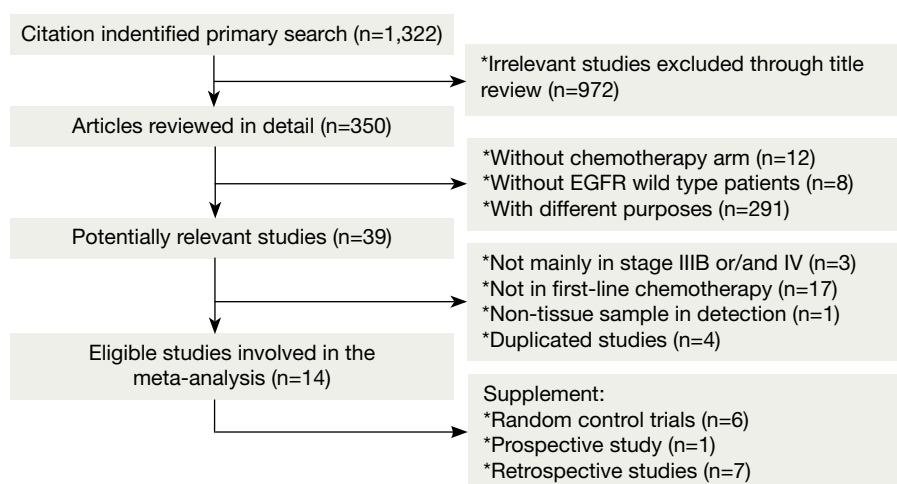 Citation indentified primary search (n=1,322)
*Irrelevant studies excluded through title
review (n=972)
Articles reviewed in detail (n=350)
*Without chemotherapy arm (n=12)
*Without EGFR wild type patients (n=8)
*With different purposes (n=291)
Potentially relevant studies (n=39)
*Not mainly in stage IIIB or/and IV (n=3)
*Not in first-line chemotherapy (n=17)
*Non-tissue sample in detection (n=1)
*Duplicated studies (n=4)
Eligible studies involved in the
meta-analysis (n=14)
Supplement:
*Random control trials (n=6)
*Prospective study (n=1)
*Retrospective studies (n=7)